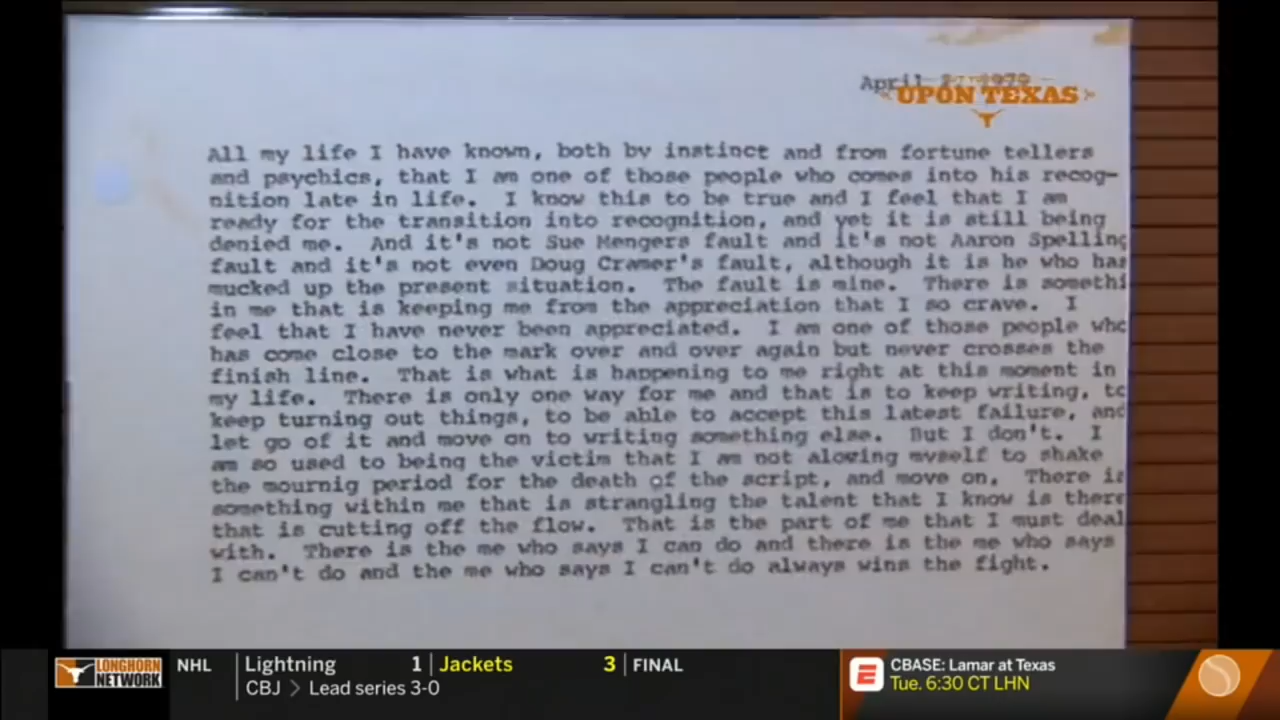 April 1979
UPON TEXAS
All my life I have known, both by instinct and from fortune tellers
and psychics, that I am one of those people who comes into his recog-
nition late in life. I know this to be true and I feel that I am
ready for the transition into recognition, and yet it is still being
denied me. And it's not Sue Mengers fault and it's not Aaron Spelling
fault and it's not even Doug Cramer's fault, although it is he who has
mucked up the present situation. The fault is mine. There is somethi
in me that is keeping me from the appreciation that I so crave. I
feel that I have never been appreciated. I am one of those people who
has come close to the mark over and over again but never crosses the
finish line. That is what is happening to me right at this moment in
my life. There is only one way for me and that is to keep writing, to
keep turning out things, to be able to accept this latest failure, and
let go of it and move on to writing something else. But I don't. I
am so used to being the victim that I am not alowing myself to shake
the mournig period for the death of the script, and move on. There is
something within me that is strangling the talent that I know is there
that is cutting off the flow. That is the part of me that I must deal
with. There is the me who says I can do and there is the me who says
I can't do and the me who says I can't do always wins the fight.
LONGHORN
NETWORK
NHL
Lightning 1
Jackets 3
FINAL
CBJ > Lead series 3-0
CBASE: Lamar at Texas
Tue. 6:30 CT LHN